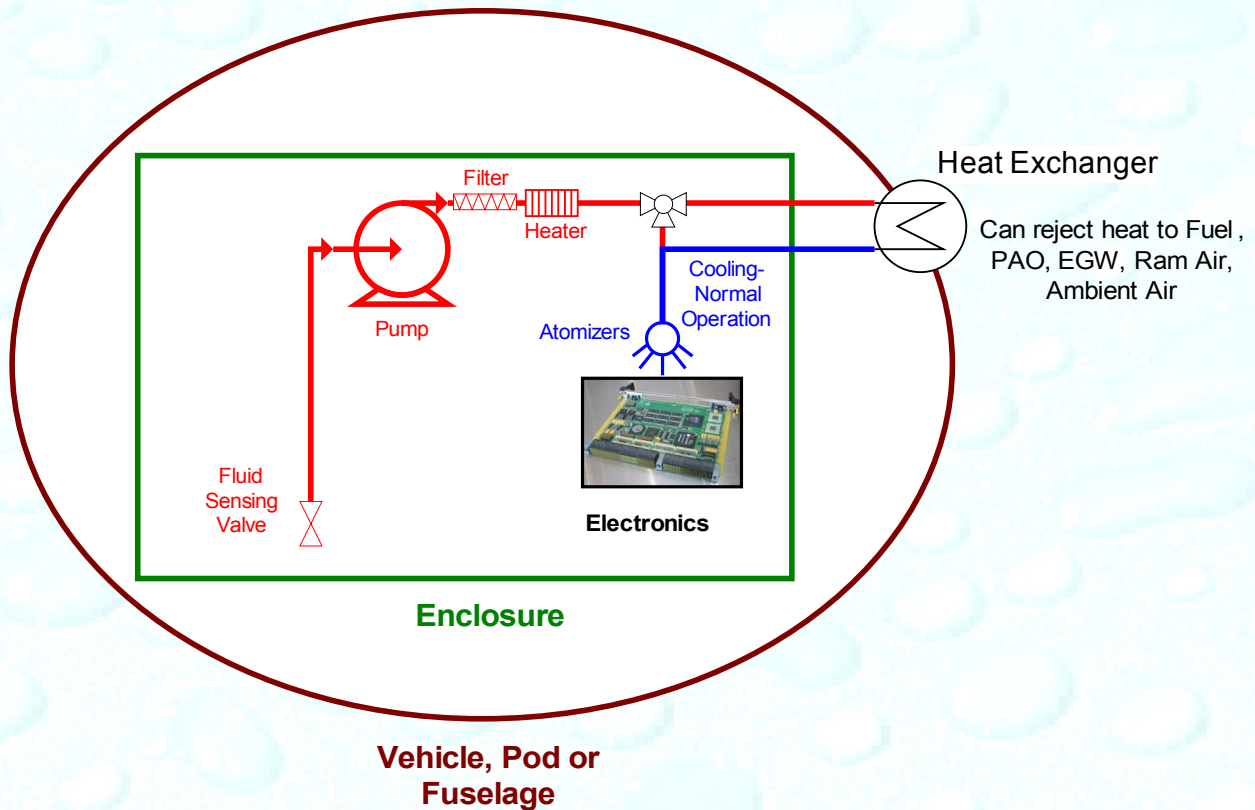 Heat Exchanger
Can reject heat to Fuel ,
PAO, EGW, Ram Air,
Ambient Air
Filter
Heater
Pump
Cooling-
Normal
Operation
Atomizers
Fluid
Sensing
Valve
Electronics
Enclosure
Vehicle, Pod or
Fuselage